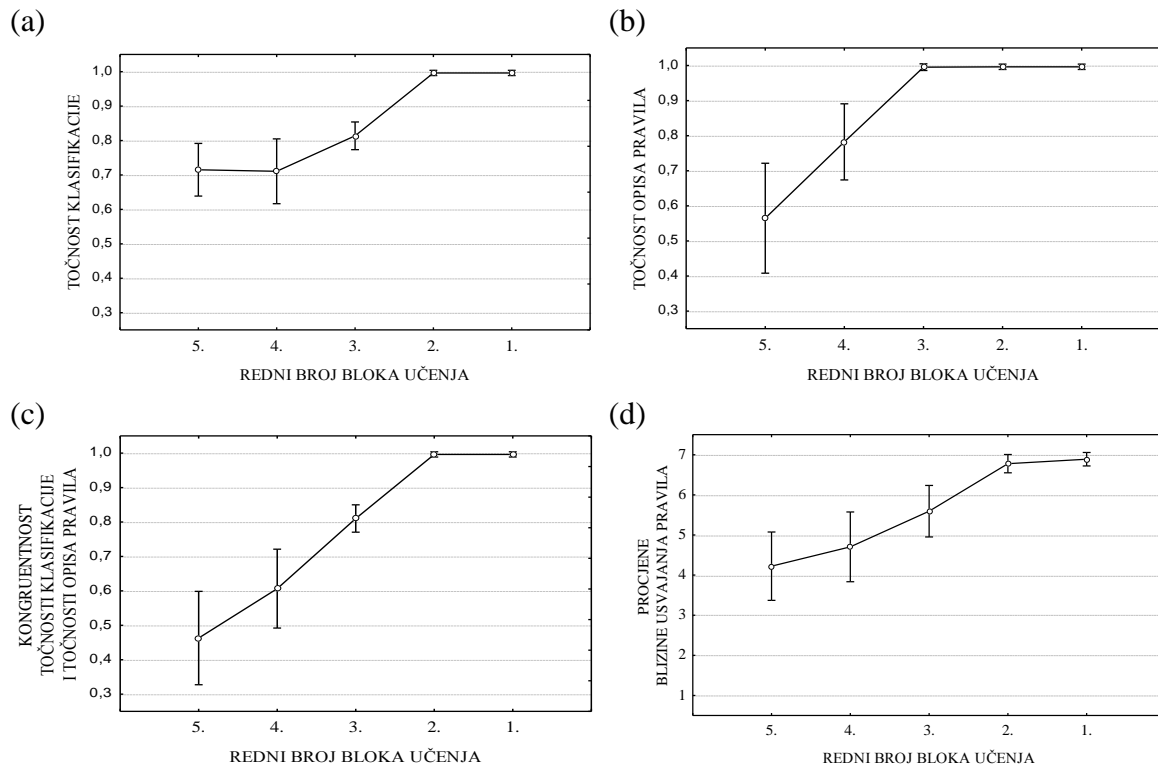 (a)
TOČNOST KLASIFIKACIJE
1,0
0,9
0,8
0,7
0,6
0,5
0,4
0,3
5. 4. 3. 2. 1.
REDNI BROJ BLOKA UČENJA
(b)
TOČNOST OPISA PRAVILA
1,0
0,9
0,8
0,7
0,6
0,5
0,4
0,3
5. 4. 3. 2. 1.
REDNI BROJ BLOKA UČENJA
(c)
KONGRUENTNOST
TOČNOSTI KLASIFIKACIJE
I TOČNOSTI OPISA PRAVILA
1,0
0,9
0,8
0,7
0,6
0,5
0,4
0,3
5. 4. 3. 2. 1.
REDNI BROJ BLOKA UČENJA
(d)
PROCJENE
BLIZINE USVAJANJA PRAVILA
7
6
5
4
3
2
1
5. 4. 3. 2. 1.
REDNI BROJ BLOKA UČENJA